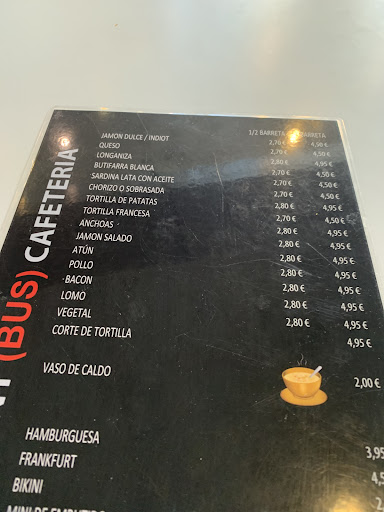 (BUS) CAFETERIA
1/2 BARRETA BARRETA
JAMON DULCE / INDIOT 2,70 € 4,50 €
QUESO 2,70 € 4,50 €
LONGANIZA 2,80 € 4,95 €
BUTIFARRA BLANCA 2,70 € 4,50 €
SARDINA LATA CON ACEITE 2,70 € 4,50 €
CHORIZO O SOBRASADA 2,70 € 4,50 €
TORTILLA DE PATATAS 2,80 € 4,95 €
TORTILLA FRANCESA 2,70 € 4,50 €
ANCHOAS 2,80 € 4,95 €
JAMON SALADO 2,80 € 4,95 €
ATÚN 2,80 € 4,95 €
POLLO 2,80 € 4,95 €
BACON 2,80 € 4,95 €
LOMO 2,80 € 4,95 €
VEGETAL 2,80 € 4,95 €
CORTE DE TORTILLA 4,95 €
VASO DE CALDO 2,00 €
HAMBURGUESA 3,95
FRANKFURT
BIKINI
MINI DE